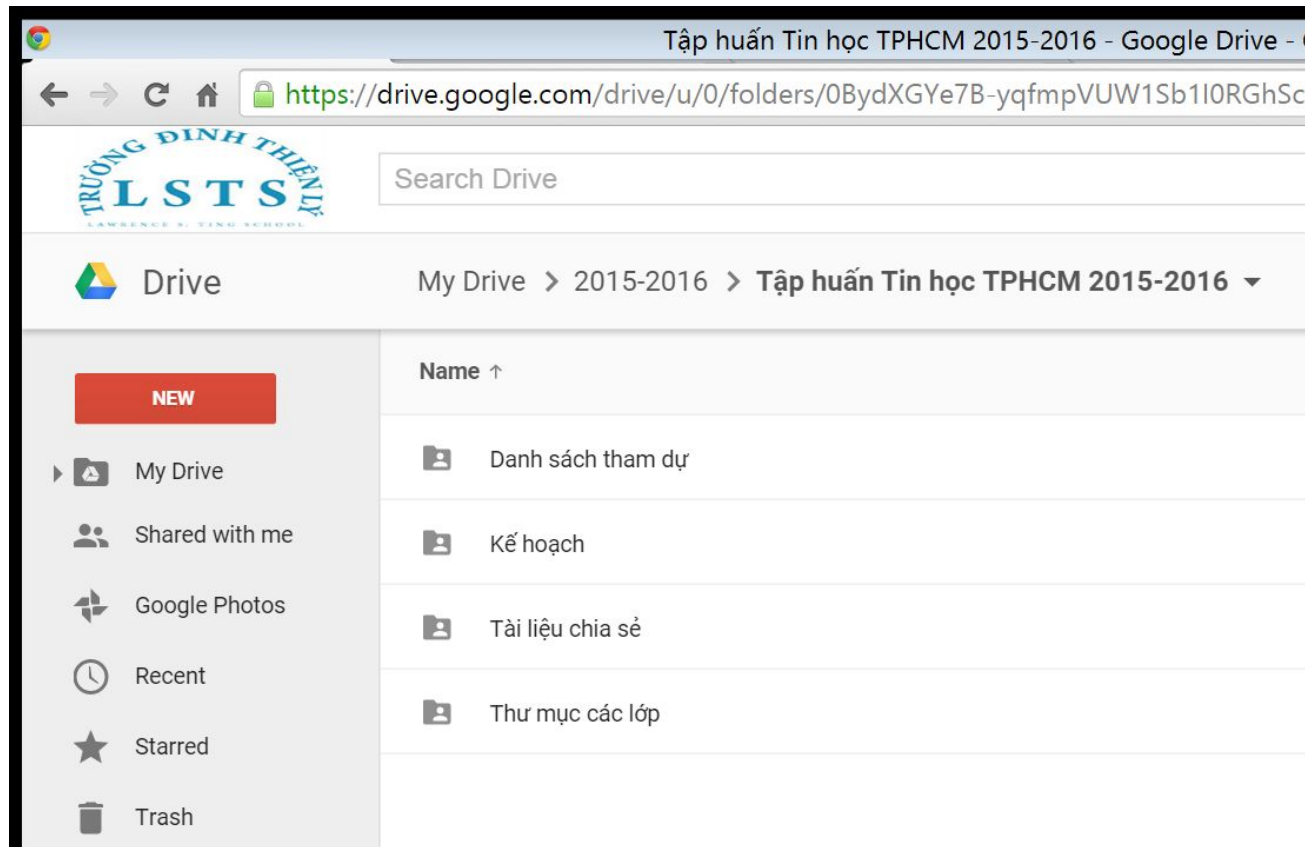 Tập huấn Tin học TPHCM 2015-2016 - Google Drive -
https://drive.google.com/drive/u/0/folders/0BydXGYe7B-yqfmpVUW1Sb1I0RGhSc
TRƯỜNG ĐINH THIỆN LÝ
LSTS
LAWRENCE S. TING SCHOOL
Search Drive
Drive
My Drive > 2015-2016 > Tập huấn Tin học TPHCM 2015-2016
NEW
My Drive
Shared with me
Google Photos
Recent
Starred
Trash
Name ↑
Danh sách tham dự
Kế hoạch
Tài liệu chia sẻ
Thư mục các lớp